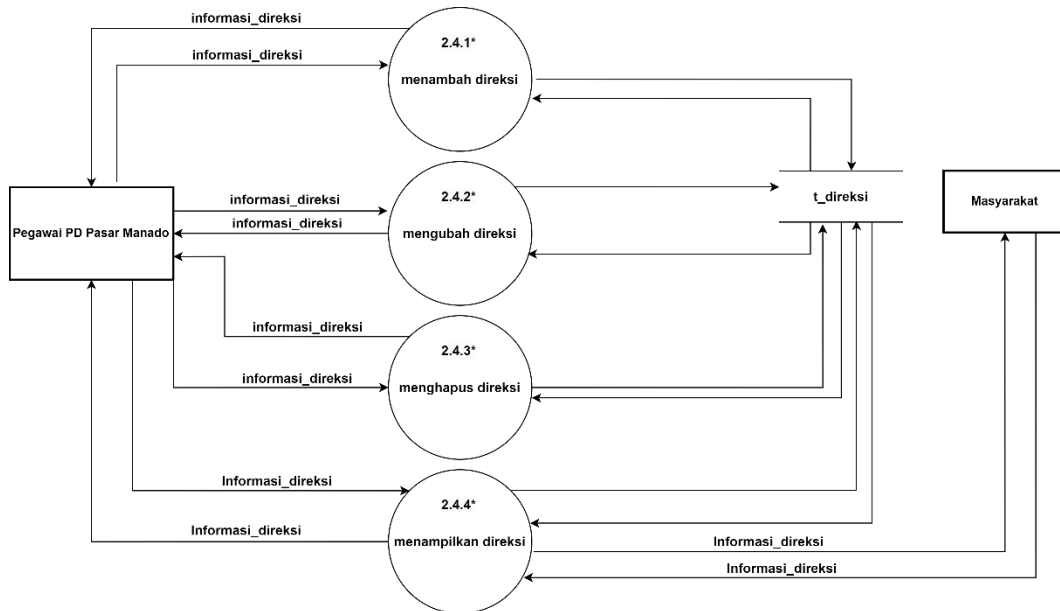 informasi_direksi
informasi_direksi
2.4.1*
menambah direksi
Pegawai PD Pasar Manado
informasi_direksi
informasi_direksi
2.4.2*
mengubah direksi
t_direksi
Masyarakat
informasi_direksi
informasi_direksi
2.4.3*
menghapus direksi
Informasi_direksi
Informasi_direksi
2.4.4*
menampilkan direksi
Informasi_direksi
Informasi_direksi